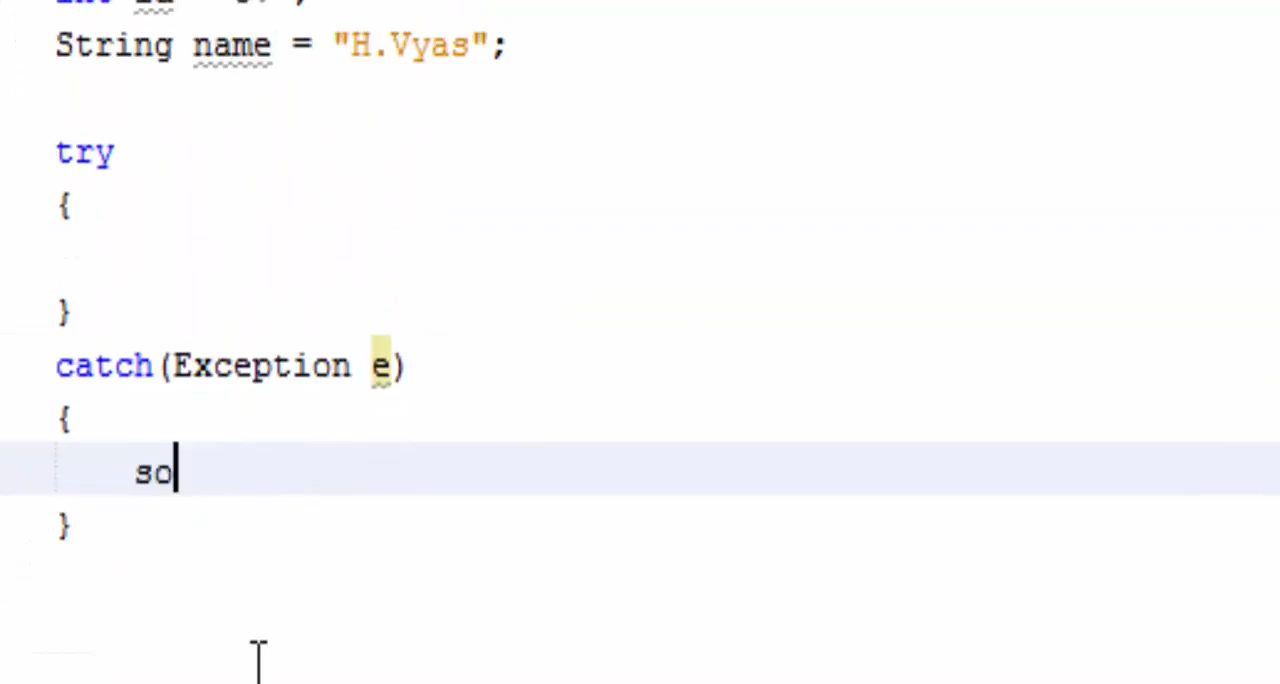 String name = "H.Vyas";
try
{
}
catch(Exception e)
{
so
}